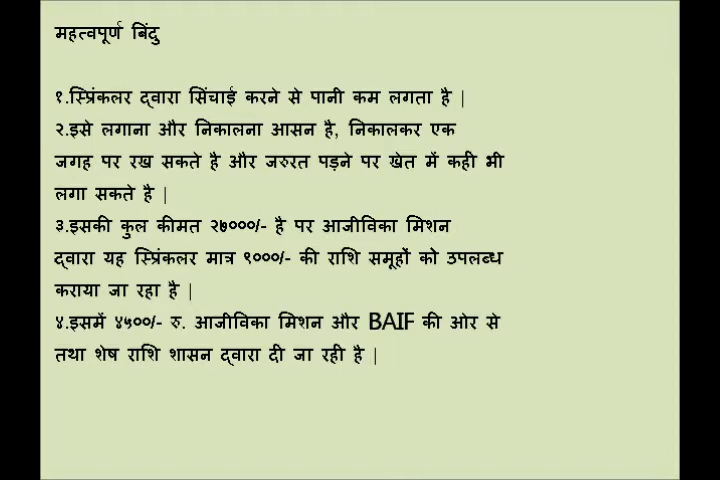 महत्वपूर्ण बिंदु
१.स्प्रिंकलर द्वारा सिंचाई करने से पानी कम लगता है |
२.इसे लगाना और निकालना आसन है, निकालकर एक
जगह पर रख सकते है और जरुरत पड़ने पर खेत में कही भी
लगा सकते है |
३.इसकी कुल कीमत २७०००/- है पर आजीविका मिशन
द्वारा यह स्प्रिंकलर मात्र ९०००/- की राशि समूहों को उपलब्ध
कराया जा रहा है |
४.इसमें ४५००/- रु. आजीविका मिशन और BAIF की ओर से
तथा शेष राशि शासन द्वारा दी जा रही है |